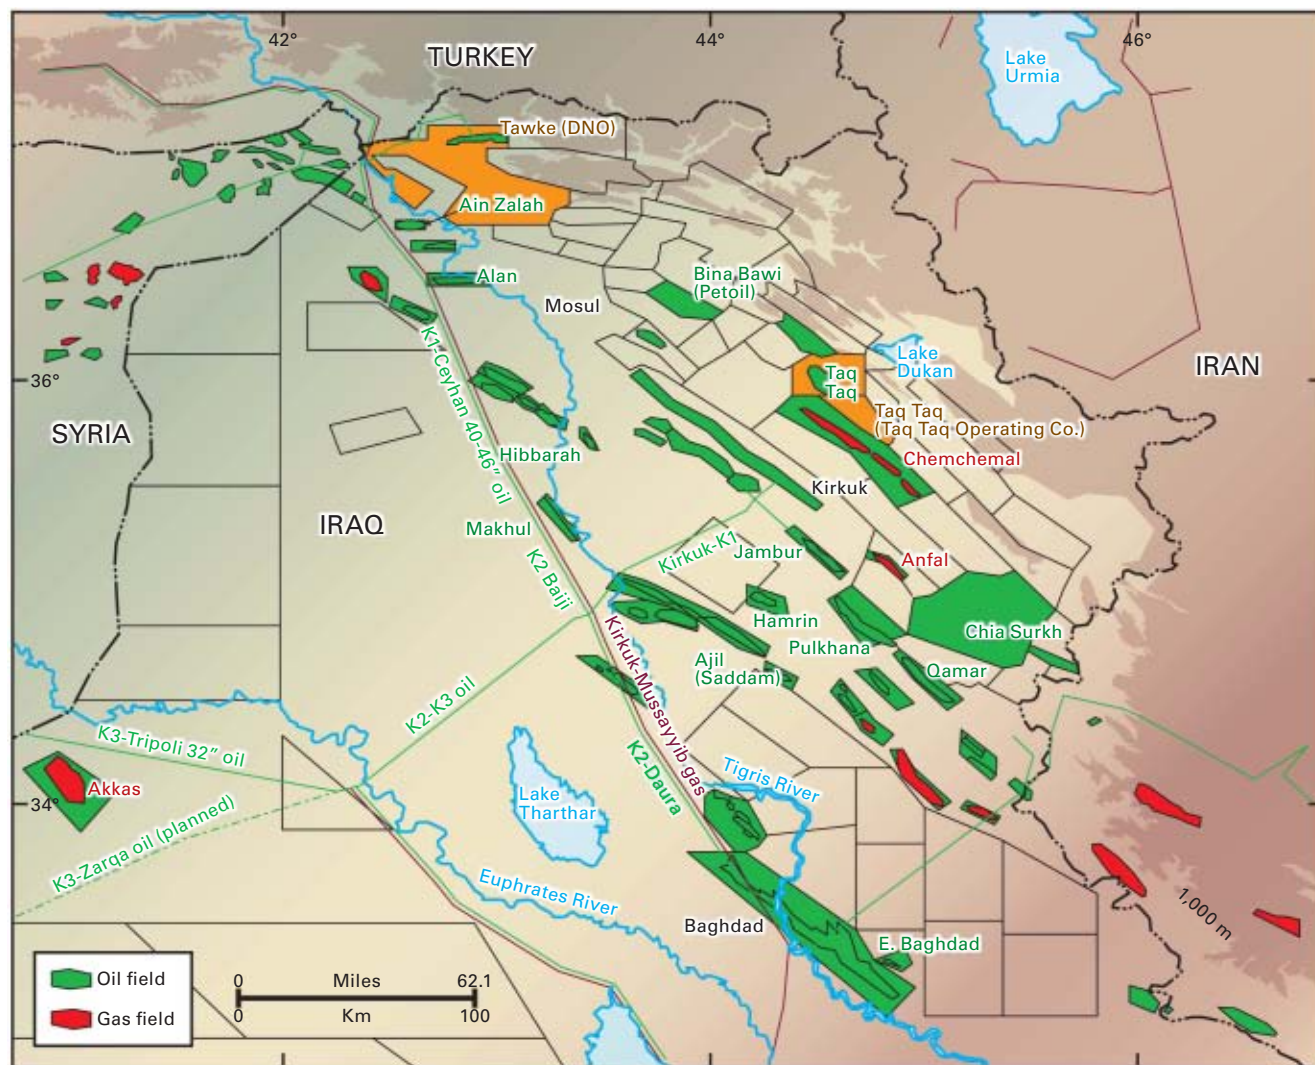 42°
44°
46°
TURKEY
Lake
Urmia
Tawke (DNO)
Ain Zalah
Alan
Bina Bawi
(Petoil)
Mosul
K1-Ceyhan 40-46” oil
Lake
Dukan
IRAN
36°
Taq
Taq
Taq Taq
(Taq Taq Operating Co.)
SYRIA
Hibbarah
Chemchemal
Kirkuk
IRAQ
Makhul
Kirkuk-K1
Jambur
Anfal
K2 Baiji
Hamrin
Chia Surkh
Pulkhana
Kirkuk-Mussayyib gas
Ajil
(Saddam)
Qamar
K2-K3 oil
K3-Tripoli 32” oil
K2-Daura
Tigris River
Akkas
34°
Lake
Tharthar
K3-Zarqa oil (planned)
Euphrates River
1,000 m
Baghdad
E. Baghdad
Oil field
Gas field
0 Miles 62.1
0 Km 100